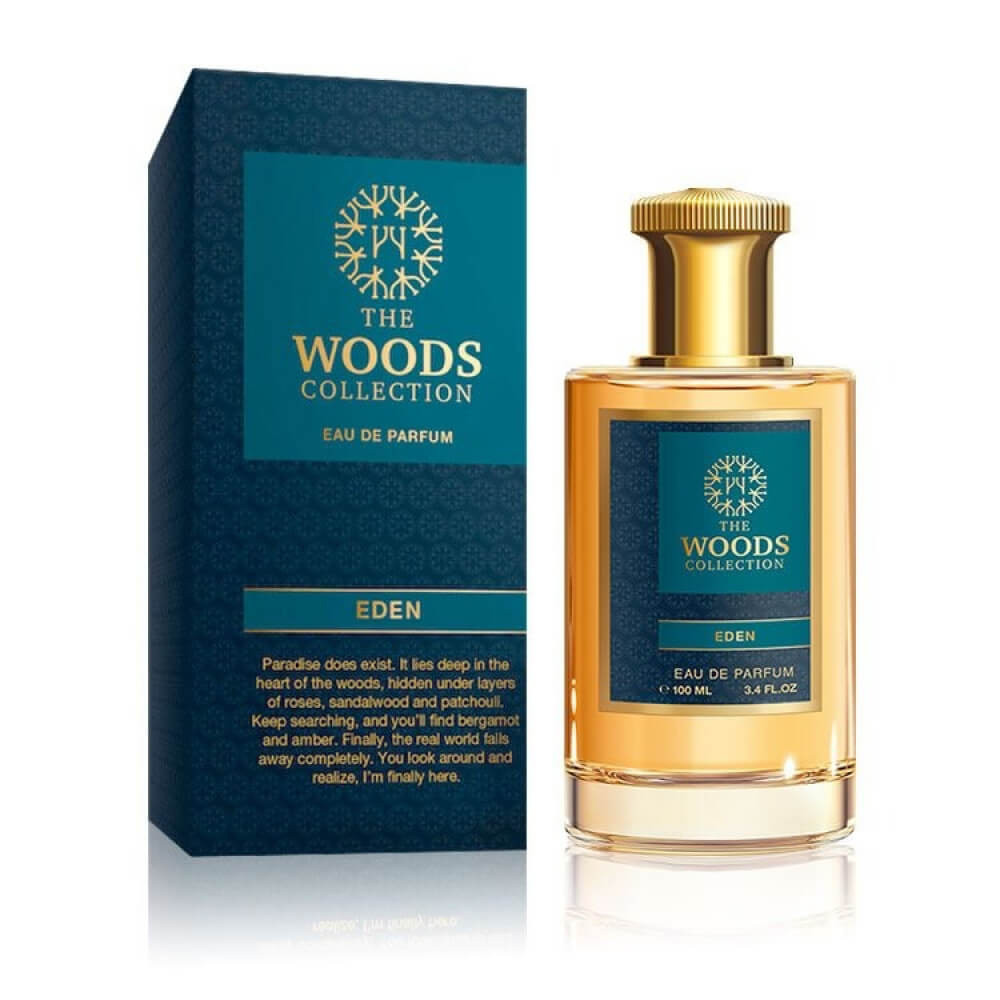 THE
WOODS
COLLECTION
EAU DE PARFUM
EDEN
Paradise does exist. It lies deep in the
heart of the woods, hidden under layers
of roses, sandalwood and patchouli.
Keep searching, and you'll find bergamot
and amber. Finally, the real world falls
away completely. You look around and
realize, I'm finally here.
THE
WOODS
COLLECTION
EDEN
EAU DE PARFUM
℮ 100 ML 3.4 FL.OZ